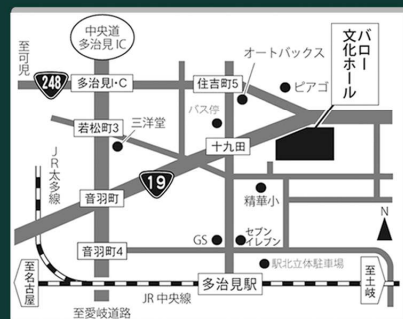 中央道
多治見IC
至可児
248
多治見I・C
住吉町5
オートバックス
ピアゴ
バロー
文化ホール
若松町3
三洋堂
バス停
十九田
JR太多線
19
音羽町
精華小
N
音羽町4
GS
セブン
イレブン
駅北立体駐車場
至名古屋
JR中央線
多治見駅
至土岐
至愛岐道路